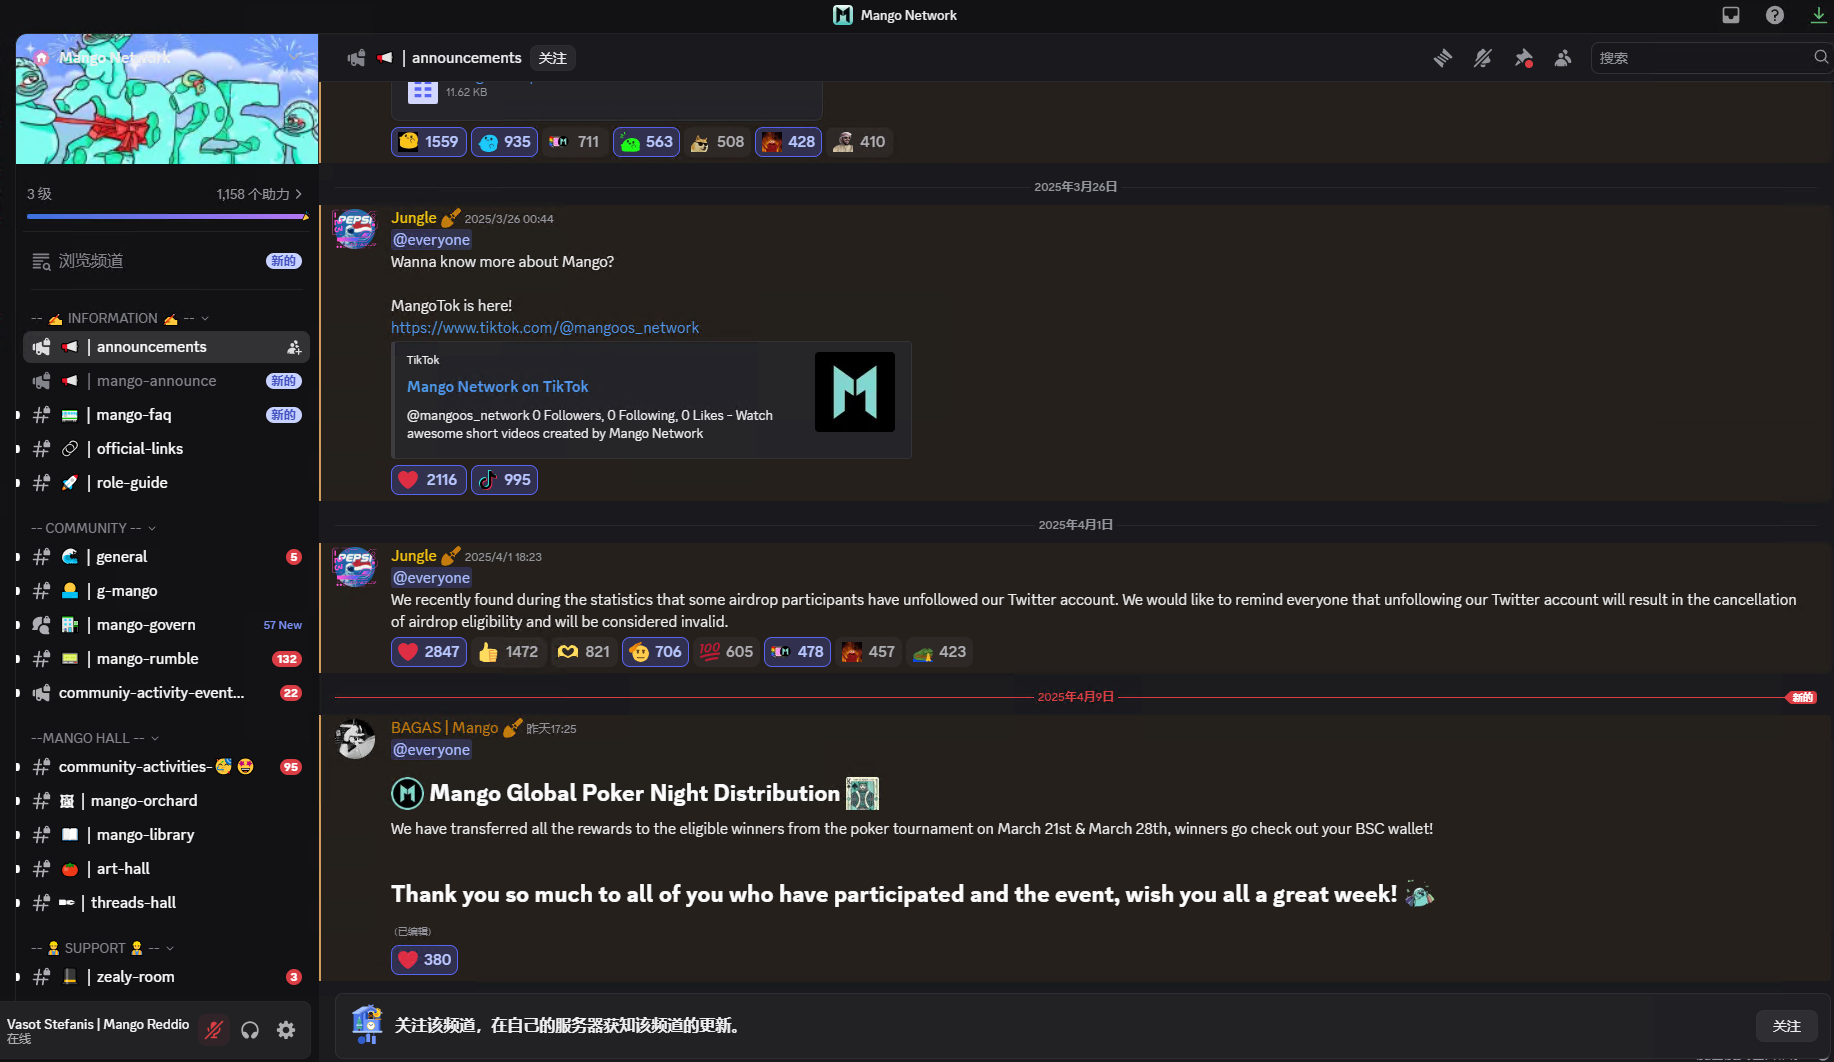 Mango Network
Mango Network
3 级
1,158 个助力
浏览频道
新的
-- INFORMATION --
| announcements
| mango-announce
新的
| mango-faq
新的
| official-links
| role-guide
-- COMMUNITY --
| general
5
| g-mango
| mango-govern
57 New
| mango-rumble
132
communiy-activity-event...
22
--MANGO HALL --
community-activities-
95
| mango-orchard
| mango-library
| art-hall
| threads-hall
-- SUPPORT --
| zealy-room
3
Vasot Stefanis | Mango Reddio
在线
| announcements
关注
搜索
11.62 KB
1559
935
711
563
508
428
410
2025年3月26日
Jungle 2025/3/26 00:44
@everyone
Wanna know more about Mango?
MangoTok is here!
https://www.tiktok.com/@mangoos_network
TikTok
Mango Network on TikTok
@mangoos_network 0 Followers, 0 Following, 0 Likes - Watch
awesome short videos created by Mango Network
2116
995
2025年4月1日
Jungle 2025/4/1 18:23
@everyone
We recently found during the statistics that some airdrop participants have unfollowed our Twitter account. We would like to remind everyone that unfollowing our Twitter account will result in the cancellation
of airdrop eligibility and will be considered invalid.
2847
1472
821
706
605
478
457
423
2025年4月9日
新的
BAGAS | Mango 昨天17:25
@everyone
Mango Global Poker Night Distribution
We have transferred all the rewards to the eligible winners from the poker tournament on March 21st & March 28th, winners go check out your BSC wallet!
Thank you so much to all of you who have participated and the event, wish you all a great week!
(已编辑)
380
关注该频道，在自己的服务器获知该频道的更新。
关注